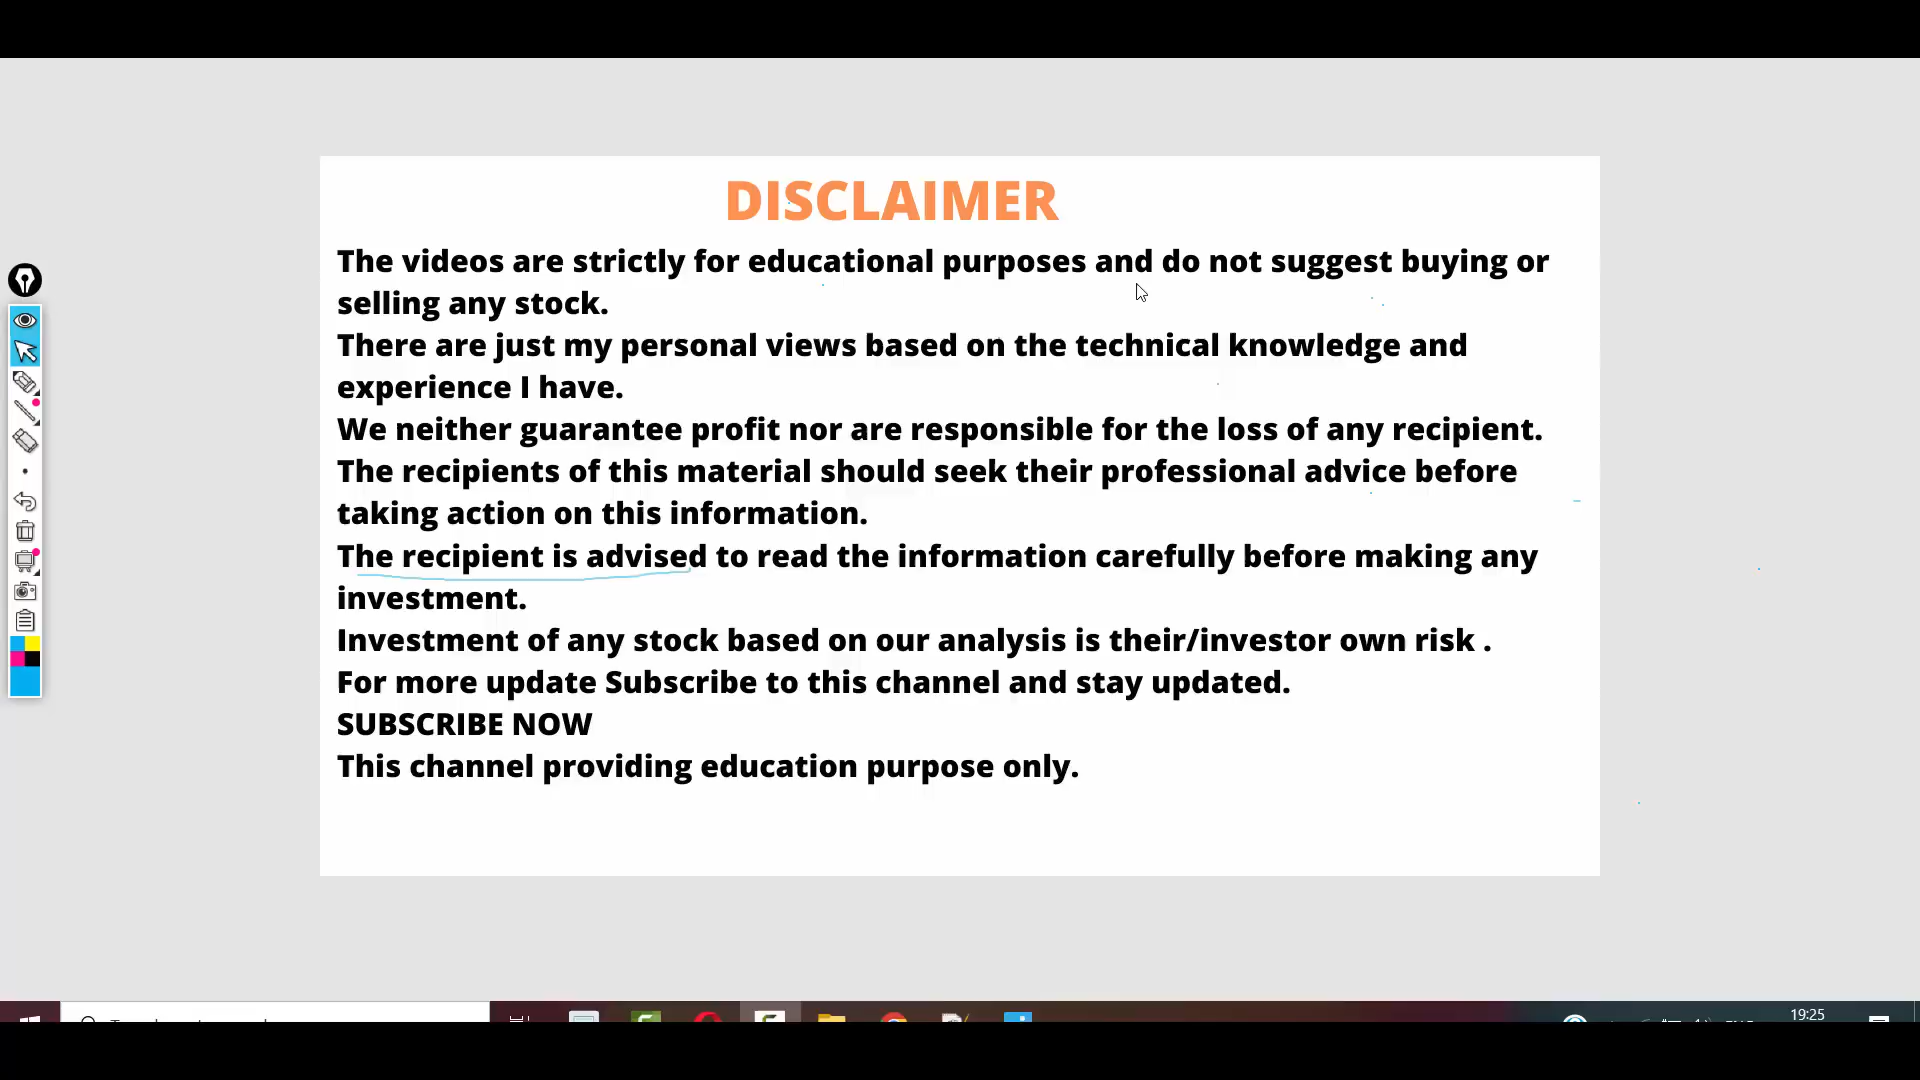 DISCLAIMER
The videos are strictly for educational purposes and do not suggest buying or
selling any stock.
There are just my personal views based on the technical knowledge and
experience I have.
We neither guarantee profit nor are responsible for the loss of any recipient.
The recipients of this material should seek their professional advice before
taking action on this information.
The recipient is advised to read the information carefully before making any
investment.
Investment of any stock based on our analysis is their/investor own risk .
For more update Subscribe to this channel and stay updated.
SUBSCRIBE NOW
This channel providing education purpose only.
19:25